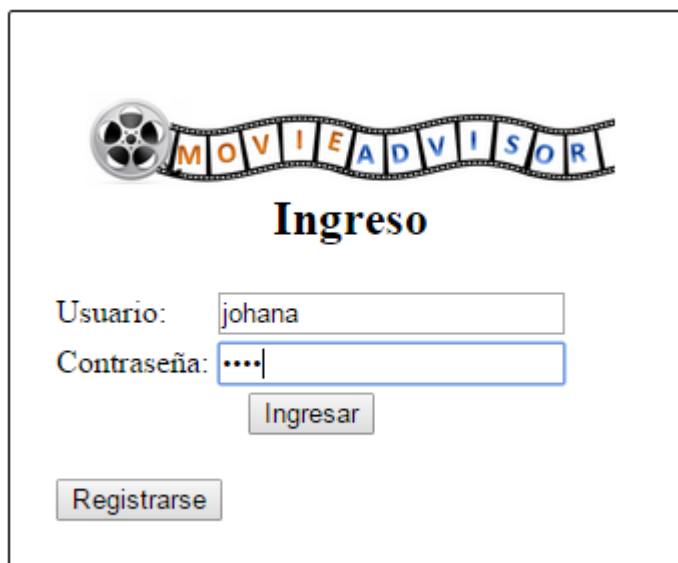 MOVIEADVISOR
Ingreso
Usuario: johana
Contraseña: ••••
Ingresar
Registrarse